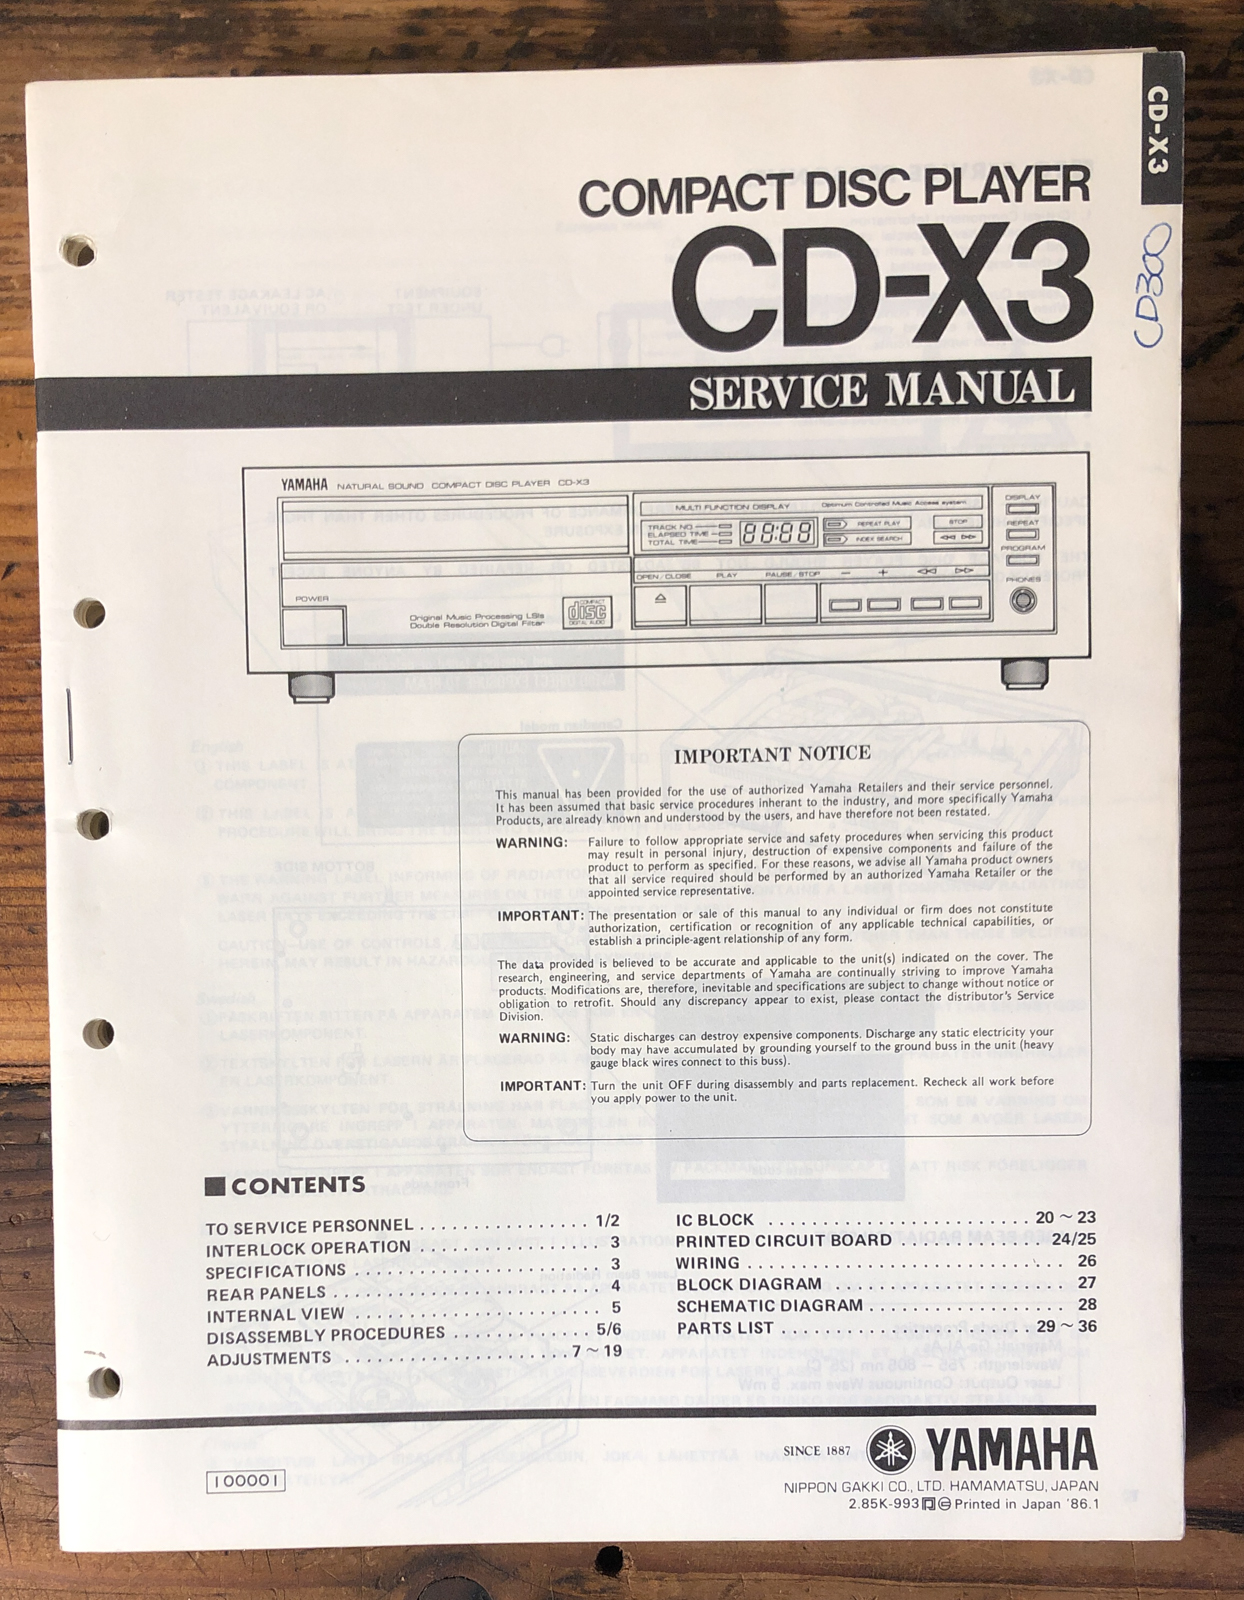 CD-X3
CD300
COMPACT DISC PLAYER
CD-X3
SERVICE MANUAL
YAMAHA NATURAL SOUND COMPACT DISC PLAYER CD-X3
MULTI FUNCTION DISPLAY
Optimum Controlled Music Access system
TRACK NO
ELAPSED TIME
TOTAL TIME
88:88
REPEAT PLAY
INDEX SEARCH
STOP
DISPLAY
REPEAT
PROGRAM
PHONES
OPEN/CLOSE PLAY PAUSE/STOP − +
POWER
Original Music Processing LSIs
Double Resolution Digital Filter
COMPACT
disc
DIGITAL AUDIO
IMPORTANT NOTICE
This manual has been provided for the use of authorized Yamaha Retailers and their service personnel.
It has been assumed that basic service procedures inherant to the industry, and more specifically Yamaha
Products, are already known and understood by the users, and have therefore not been restated.
WARNING: Failure to follow appropriate service and safety procedures when servicing this product
may result in personal injury, destruction of expensive components and failure of the
product to perform as specified. For these reasons, we advise all Yamaha product owners
that all service required should be performed by an authorized Yamaha Retailer or the
appointed service representative.
IMPORTANT: The presentation or sale of this manual to any individual or firm does not constitute
authorization, certification or recognition of any applicable technical capabilities, or
establish a principle-agent relationship of any form.
The data provided is believed to be accurate and applicable to the unit(s) indicated on the cover. The
research, engineering, and service departments of Yamaha are continually striving to improve Yamaha
products. Modifications are, therefore, inevitable and specifications are subject to change without notice or
obligation to retrofit. Should any discrepancy appear to exist, please contact the distributor's Service
Division.
WARNING: Static discharges can destroy expensive components. Discharge any static electricity your
body may have accumulated by grounding yourself to the ground buss in the unit (heavy
gauge black wires connect to this buss).
IMPORTANT: Turn the unit OFF during disassembly and parts replacement. Recheck all work before
you apply power to the unit.
■ CONTENTS
TO SERVICE PERSONNEL . . . . . . . . . . . . . . . . 1/2
INTERLOCK OPERATION . . . . . . . . . . . . . . . . 3
SPECIFICATIONS . . . . . . . . . . . . . . . . . . . . . . 3
REAR PANELS . . . . . . . . . . . . . . . . . . . . . . . . 4
INTERNAL VIEW . . . . . . . . . . . . . . . . . . . . . . 5
DISASSEMBLY PROCEDURES . . . . . . . . . . . . . 5/6
ADJUSTMENTS . . . . . . . . . . . . . . . . . . . . . 7 ~ 19
IC BLOCK . . . . . . . . . . . . . . . . . . . . . . . . 20 ~ 23
PRINTED CIRCUIT BOARD . . . . . . . . . . . . . 24/25
WIRING . . . . . . . . . . . . . . . . . . . . . . . . . . . . 26
BLOCK DIAGRAM . . . . . . . . . . . . . . . . . . . . . 27
SCHEMATIC DIAGRAM . . . . . . . . . . . . . . . . . 28
PARTS LIST . . . . . . . . . . . . . . . . . . . . . . . 29 ~ 36
SINCE 1887 YAMAHA
100001
NIPPON GAKKI CO., LTD. HAMAMATSU, JAPAN
2.85K-993 Printed in Japan '86.1